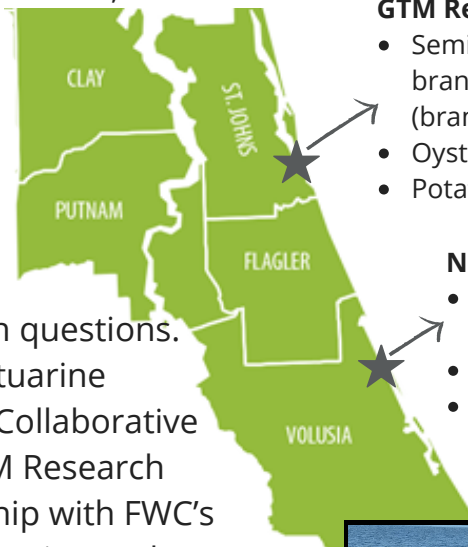 GTM Re
• Semi
bran
(bran
• Oyst
• Pota
CLAY
ST. JOHNS
PUTNAM
FLAGLER
N
•
•
•
n questions.
tuarine
Collaborative
M Research
hip with FWC's
VOLUSIA